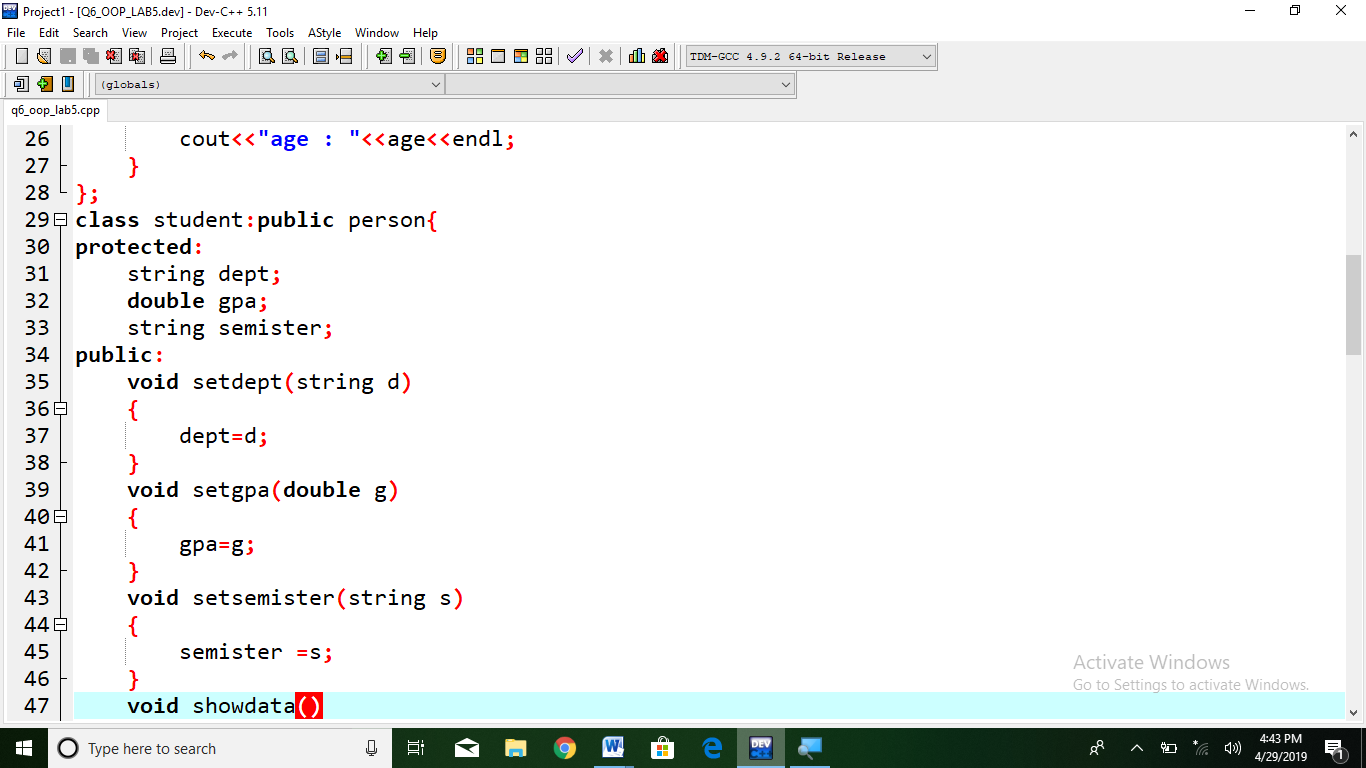 Project1 - [Q6_OOP_LAB5.dev] - Dev-C++ 5.11
File Edit Search View Project Execute Tools AStyle Window Help
TDM-GCC 4.9.2 64-bit Release
(globals)
q6_oop_lab5.cpp
26 cout<<"age : "<<age<<endl;
27 }
28 };
29 class student:public person{
30 protected:
31 string dept;
32 double gpa;
33 string semister;
34 public:
35 void setdept(string d)
36 {
37 dept=d;
38 }
39 void setgpa(double g)
40 {
41 gpa=g;
42 }
43 void setsemister(string s)
44 {
45 semister =s;
46 }
47 void showdata()
Activate Windows
Go to Settings to activate Windows.
Type here to search
DEV
4:43 PM
4/29/2019
1